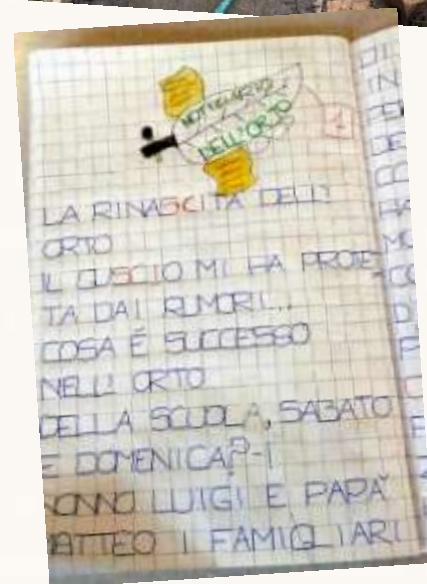 NOTIZIARIO
DELL'ORTO
1
LA RINASCITA DELL'
ORTO
IL GUSCIO MI HA PROTET
TA DAI RUMORI...
COSA É SUCCESSO
NELL' ORTO
DELLA SCUOLA, SABATO
E DOMENICA?-I
NONNO LUIGI E PAPÀ
MATTEO I FAMIGLIARI